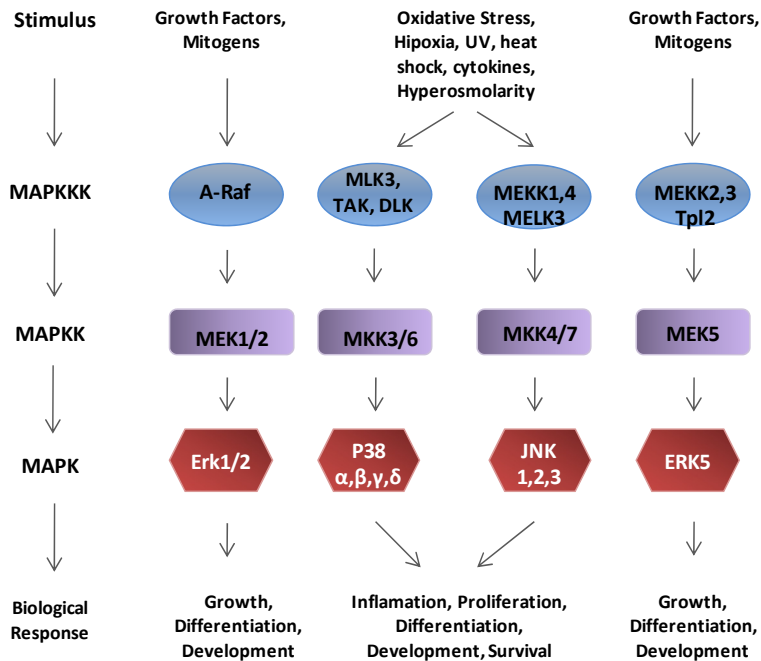 Stimulus
Growth Factors,
Mitogens
Oxidative Stress,
Hipoxia, UV, heat
shock, cytokines,
Hyperosmolarity
Growth Factors,
Mitogens
MAPKKK
A-Raf
MLK3,
TAK, DLK
MEKK1,4
MELK3
MEKK2,3
Tpl2
MAPKK
MEK1/2
MKK3/6
MKK4/7
MEK5
MAPK
Erk1/2
P38
α,β,γ,δ
JNK
1,2,3
ERK5
Biological
Response
Growth,
Differentiation,
Development
Inflamation, Proliferation,
Differentiation,
Development, Survival
Growth,
Differentiation,
Development